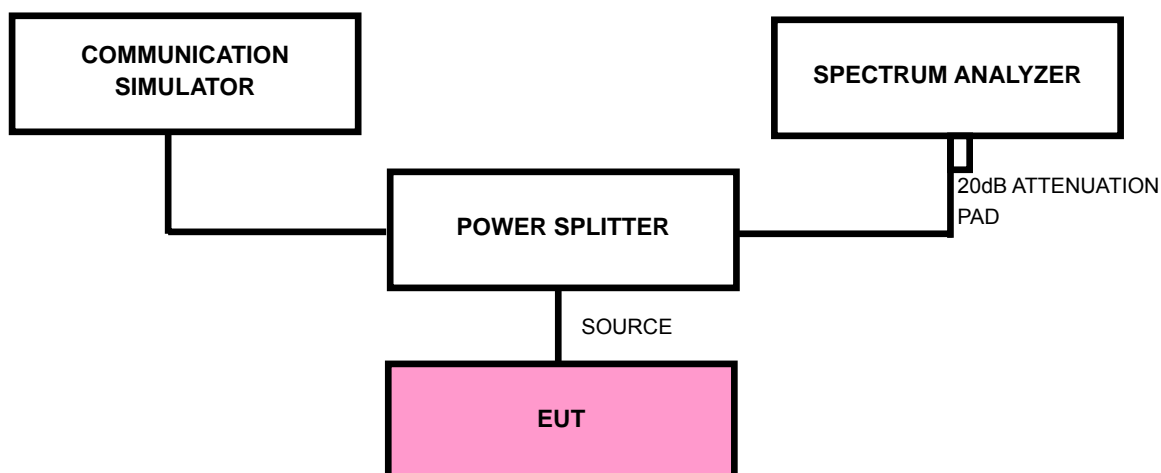 COMMUNICATION
SIMULATOR
SPECTRUM ANALYZER
20dB ATTENUATION
PAD
POWER SPLITTER
SOURCE
EUT